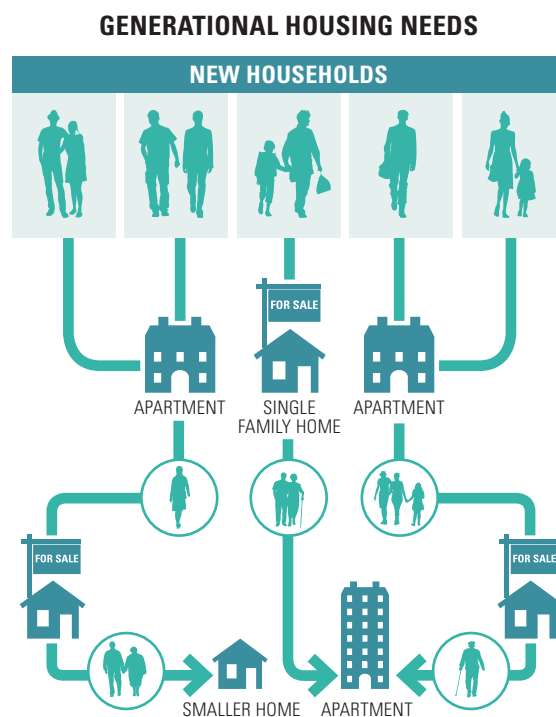 GENERATIONAL HOUSING NEEDS
NEW HOUSEHOLDS
FOR SALE
APARTMENT
SINGLE
FAMILY HOME
APARTMENT
FOR SALE
FOR SALE
SMALLER HOME
APARTMENT